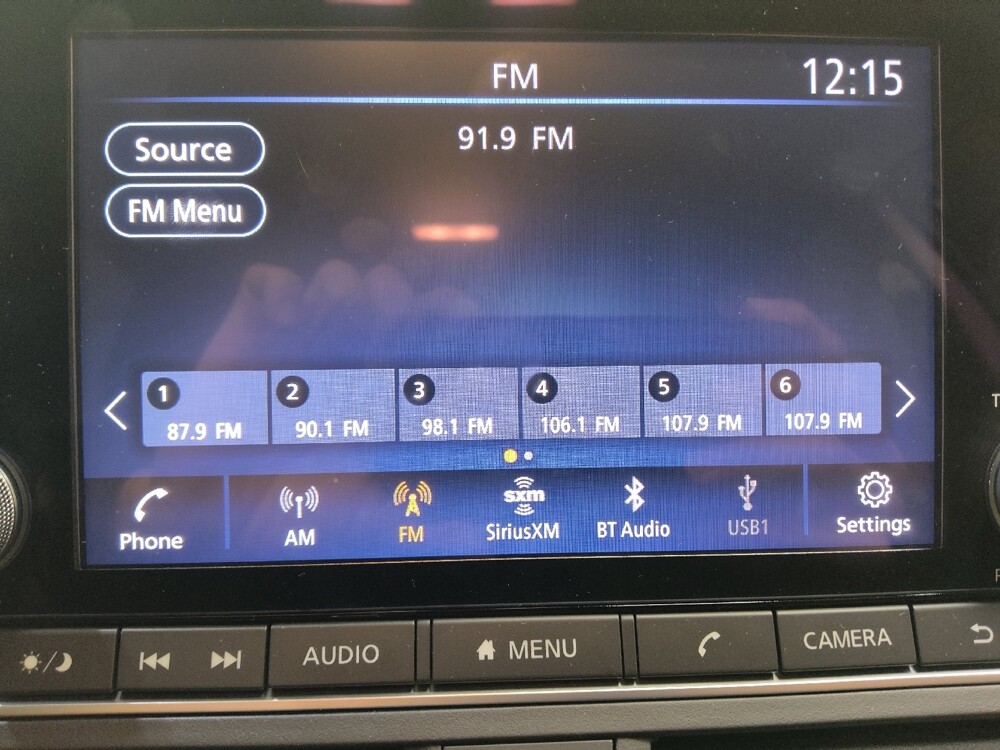 FM
12:15
91.9 FM
Source
FM Menu
1 2 3 4 5 6
87.9 FM 90.1 FM 98.1 FM 106.1 FM 107.9 FM 107.9 FM
sxm
Phone AM FM SiriusXM BT Audio USB1 Settings
AUDIO MENU CAMERA